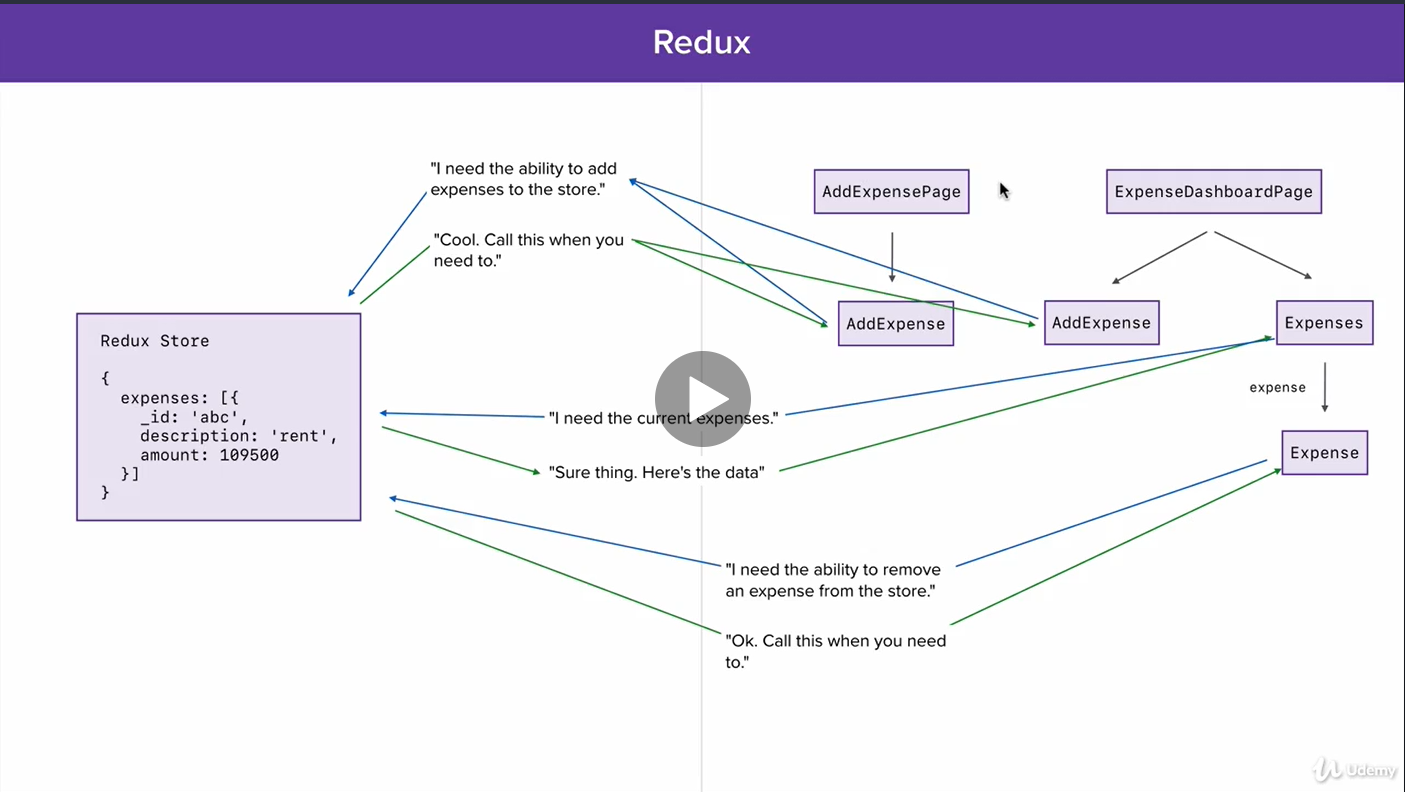 Redux
"I need the ability to add
expenses to the store."
"Cool. Call this when you
need to."
AddExpensePage
ExpenseDashboardPage
AddExpense
AddExpense
Expenses
Redux Store
{
expenses: [{
_id: 'abc',
description: 'rent',
amount: 109500
}]
}
"I need the current expenses."
expense
"Sure thing. Here's the data"
Expense
"I need the ability to remove
an expense from the store."
"Ok. Call this when you need
to."
Udemy